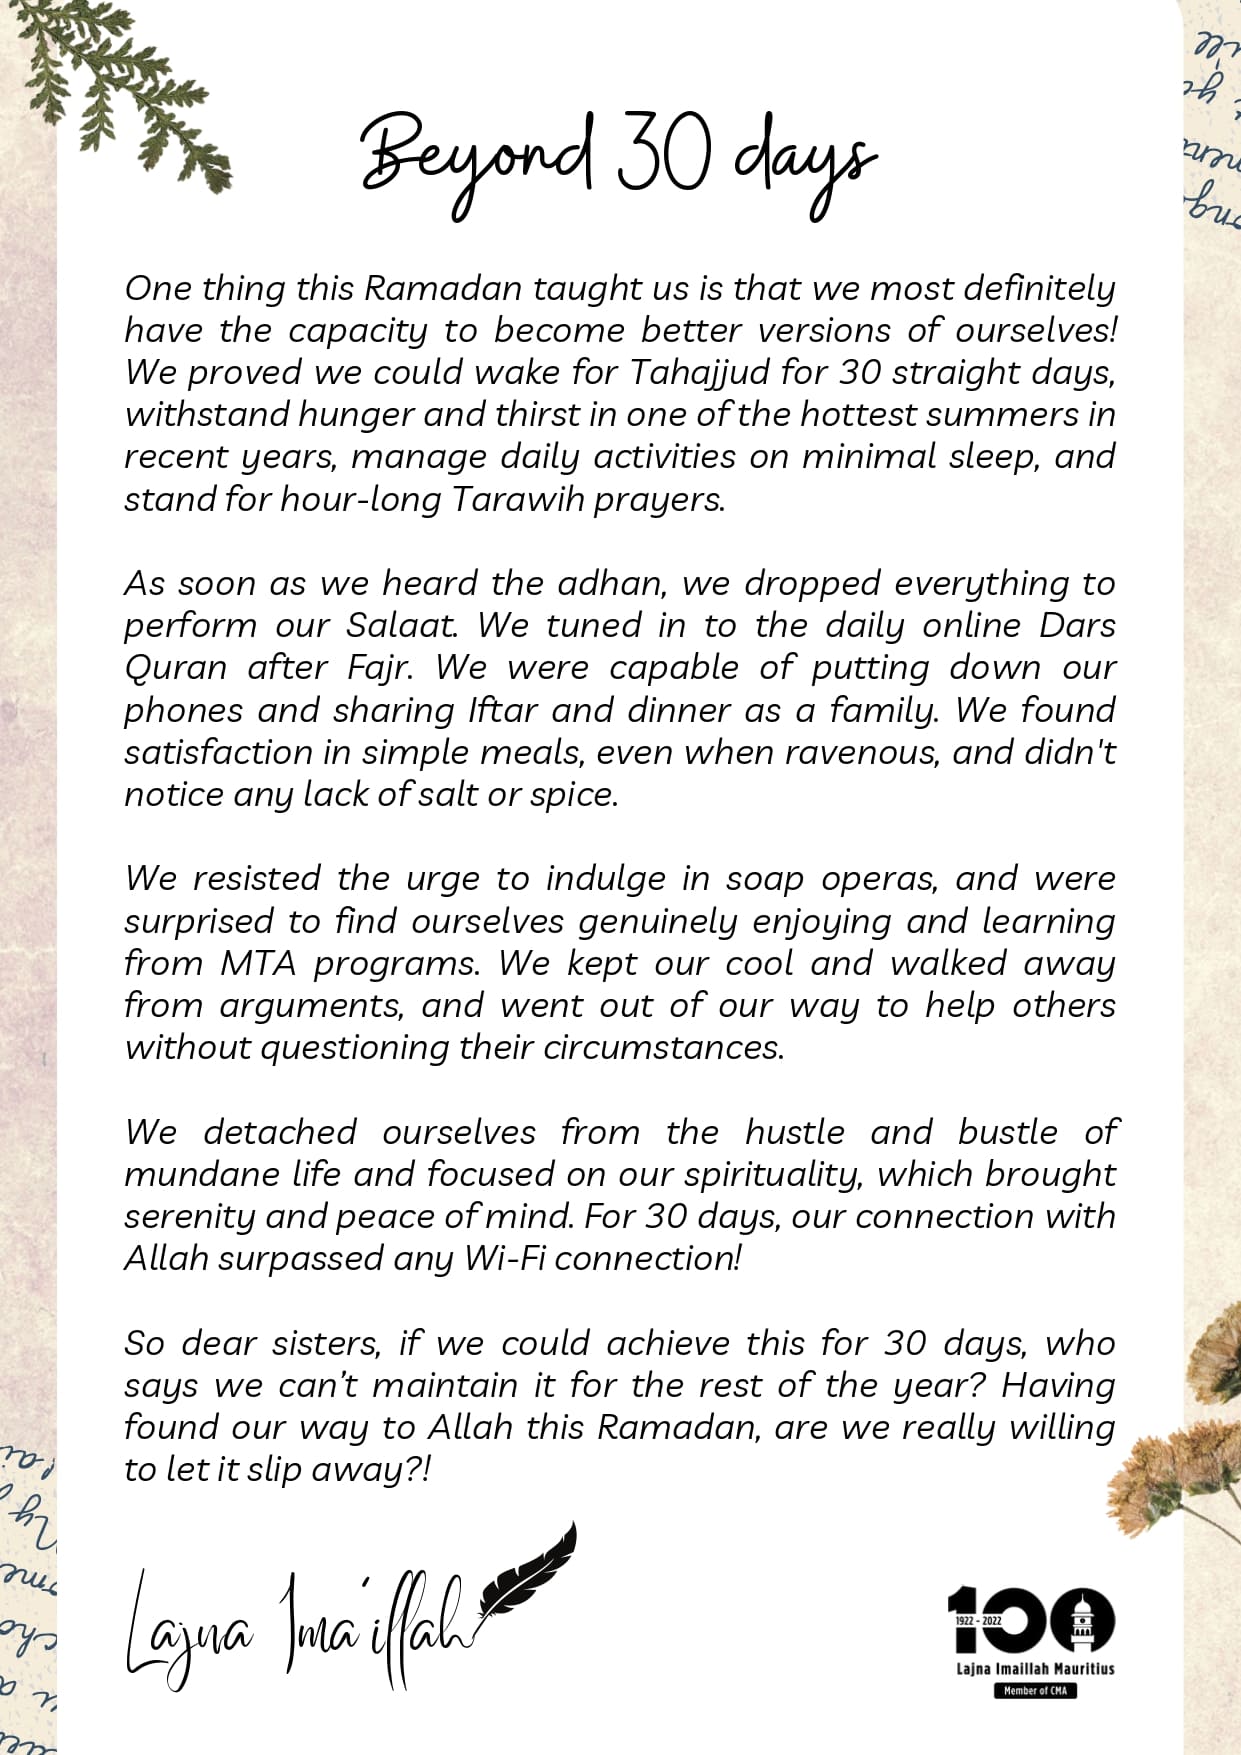 Beyond 30 days
One thing this Ramadan taught us is that we most definitely
have the capacity to become better versions of ourselves!
We proved we could wake for Tahajjud for 30 straight days,
withstand hunger and thirst in one of the hottest summers in
recent years, manage daily activities on minimal sleep, and
stand for hour-long Tarawih prayers.
As soon as we heard the adhan, we dropped everything to
perform our Salaat. We tuned in to the daily online Dars
Quran after Fajr. We were capable of putting down our
phones and sharing Iftar and dinner as a family. We found
satisfaction in simple meals, even when ravenous, and didn't
notice any lack of salt or spice.
We resisted the urge to indulge in soap operas, and were
surprised to find ourselves genuinely enjoying and learning
from MTA programs. We kept our cool and walked away
from arguments, and went out of our way to help others
without questioning their circumstances.
We detached ourselves from the hustle and bustle of
mundane life and focused on our spirituality, which brought
serenity and peace of mind. For 30 days, our connection with
Allah surpassed any Wi-Fi connection!
So dear sisters, if we could achieve this for 30 days, who
says we can’t maintain it for the rest of the year? Having
found our way to Allah this Ramadan, are we really willing
to let it slip away?!
Lajna Ima'illah
100
1922 - 2022
Lajna Imaillah Mauritius
Member of CMA